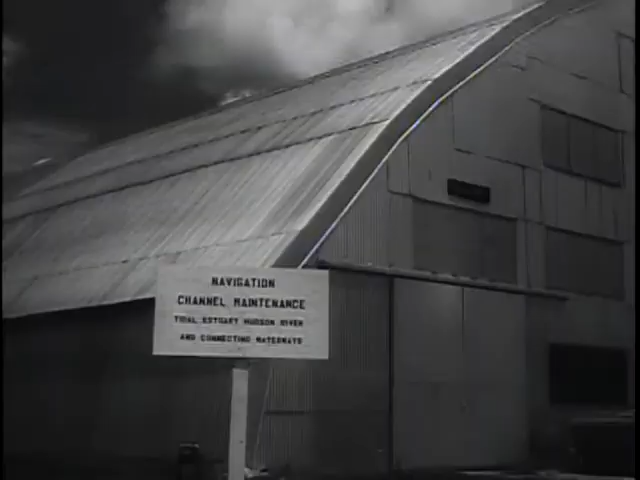 NAVIGATION
CHANNEL MAINTENANCE
TIDAL ESTUARY HUDSON RIVER
AND CONNECTING WATERWAYS